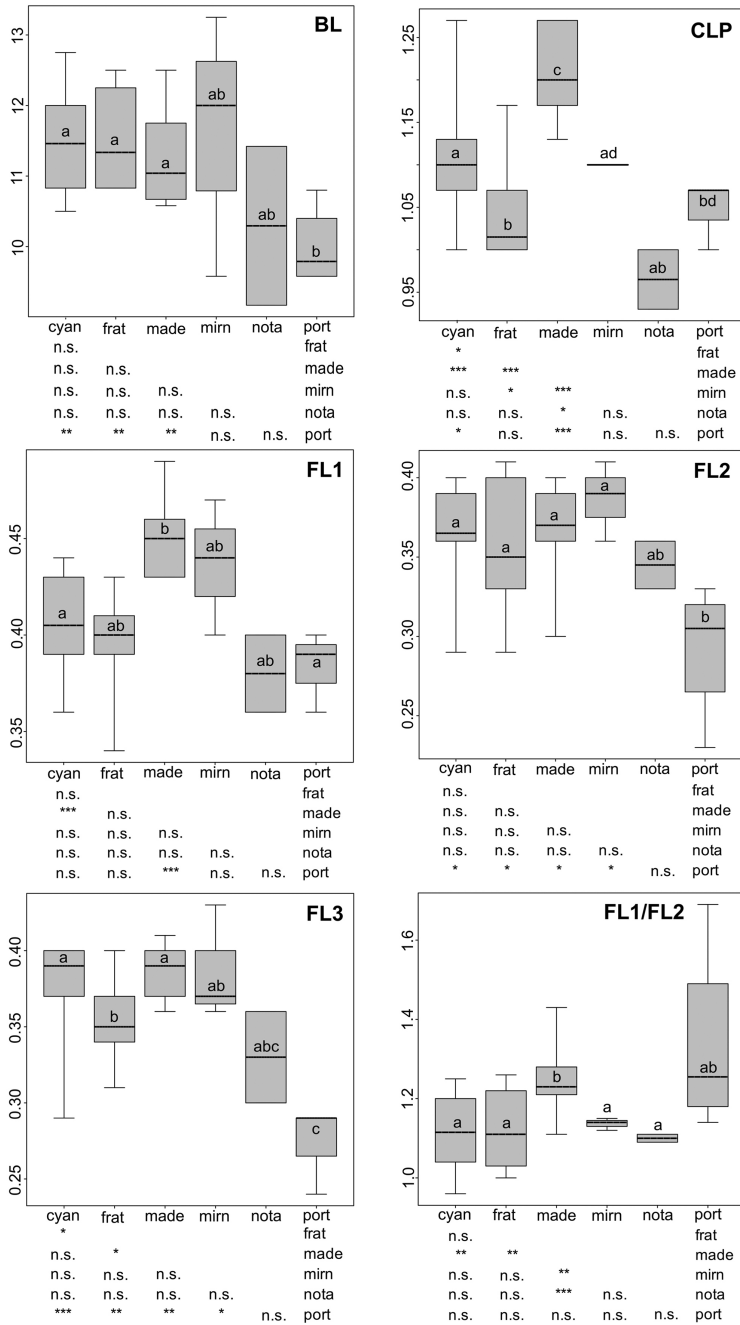 BL
13
12
11
10
a a a ab ab b
cyan frat made mirn nota port
n.s. frat
n.s. n.s. made
n.s. n.s. n.s. mirn
n.s. n.s. n.s. n.s. nota
** ** ** n.s. n.s. port
CLP
1.25
1.15
1.05
0.95
a b c ad ab bd
cyan frat made mirn nota port
* frat
*** *** made
n.s. * *** mirn
n.s. n.s. * n.s. nota
* n.s. *** n.s. n.s. port
FL1
0.45
0.40
0.35
a ab b ab ab a
cyan frat made mirn nota port
n.s. frat
*** n.s. made
n.s. n.s. n.s. mirn
n.s. n.s. n.s. n.s. nota
n.s. n.s. *** n.s. n.s. port
FL2
0.40
0.35
0.30
0.25
a a a a ab b
cyan frat made mirn nota port
n.s. frat
n.s. n.s. made
n.s. n.s. n.s. mirn
n.s. n.s. n.s. n.s. nota
* * * * n.s. port
FL3
0.40
0.35
0.30
0.25
a b a ab abc c
cyan frat made mirn nota port
* frat
n.s. * made
n.s. n.s. n.s. mirn
n.s. n.s. n.s. n.s. nota
*** ** ** * n.s. port
FL1/FL2
1.6
1.4
1.2
1.0
a a b a a ab
cyan frat made mirn nota port
n.s. frat
** ** made
n.s. n.s. ** mirn
n.s. n.s. *** n.s. nota
n.s. n.s. n.s. n.s. n.s. port